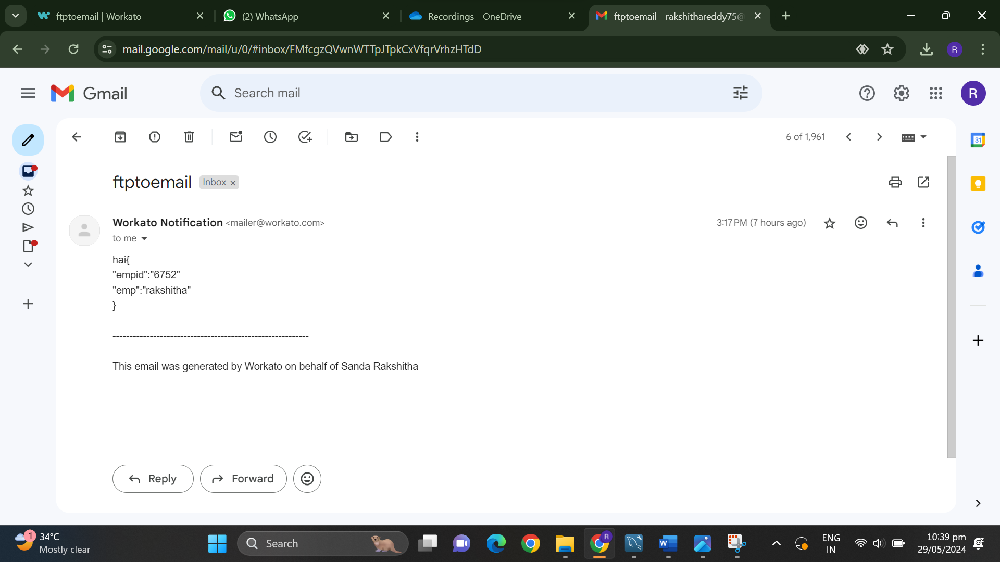 ftptoemail | Workato
(2) WhatsApp
Recordings - OneDrive
ftptoemail - rakshithareddy75@
mail.google.com/mail/u/0/#inbox/FMfcgzQVwnWTTpJTpkCxVfqrVrhzHTdD
R
Gmail
Search mail
R
6 of 1,961
31
ftptoemail
Inbox x
Workato Notification <mailer@workato.com>
3:17 PM (7 hours ago)
to me
hai{
"empid":"6752"
"emp":"rakshitha"
}
----------------------------------------------------------
This email was generated by Workato on behalf of Sanda Rakshitha
Reply
Forward
1
34°C
Mostly clear
Search
R
W
ENG
IN
10:39 pm
29/05/2024